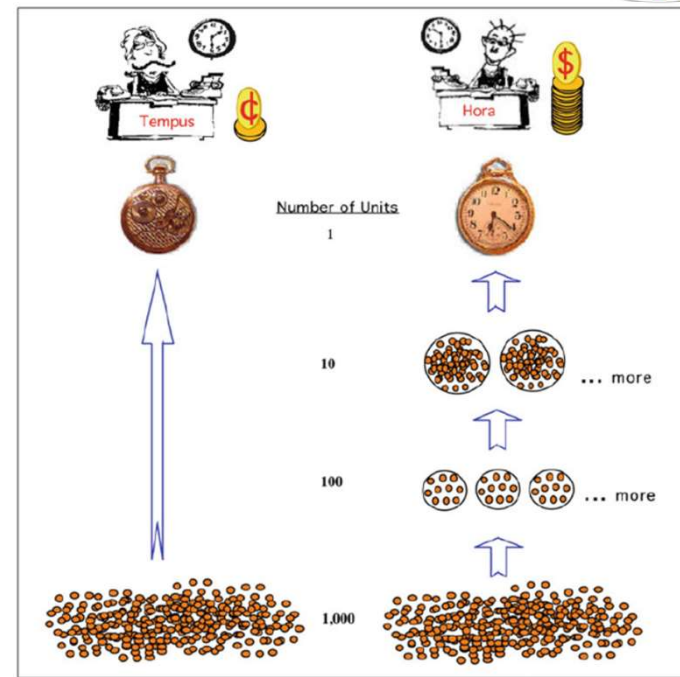 ¢
$
Tempus
Hora
Number of Units
1
10
... more
100
... more
1,000